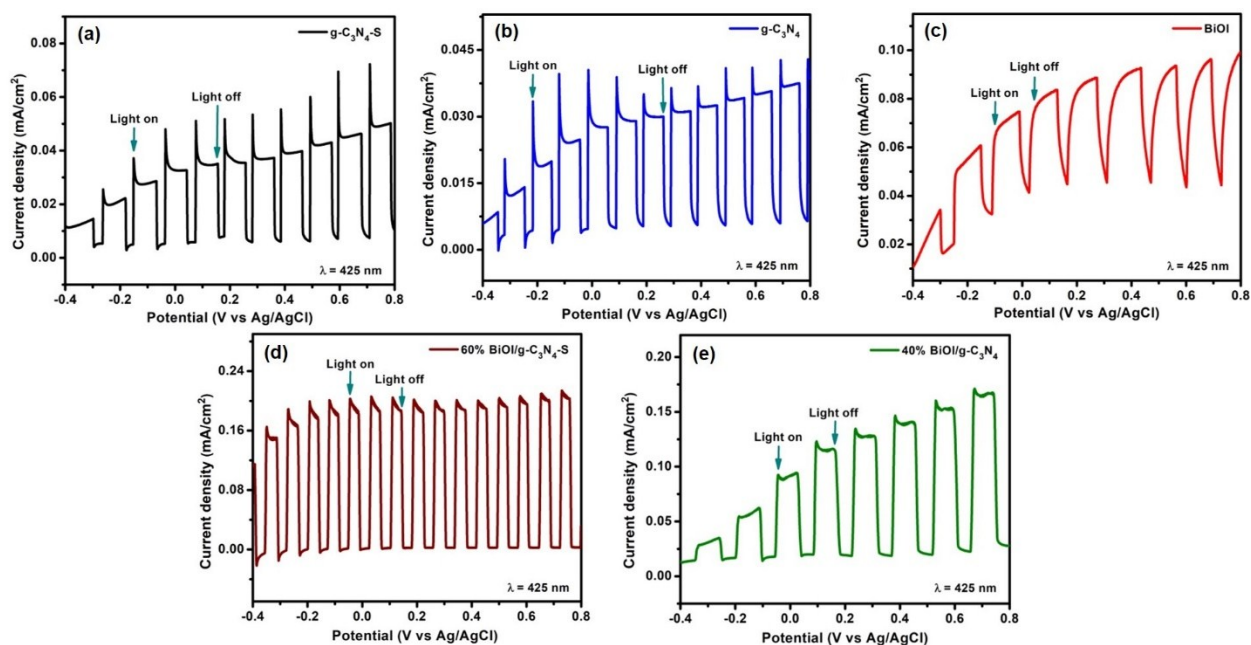 (a)
g-C₃N₄-S
Light on
Light off
λ = 425 nm
0.08
0.06
0.04
0.02
0.00
Current density (mA/cm²)
-0.4 -0.2 0.0 0.2 0.4 0.6 0.8
Potential (V vs Ag/AgCl)
(b)
g-C₃N₄
Light on
Light off
λ = 425 nm
0.045
0.030
0.015
0.000
Current density (mA/cm²)
-0.4 -0.2 0.0 0.2 0.4 0.6 0.8
Potential (V vs Ag/AgCl)
(c)
BiOI
Light on
Light off
λ = 425 nm
0.10
0.08
0.06
0.04
0.02
Current density (mA/cm²)
-0.4 -0.2 0.0 0.2 0.4 0.6 0.8
Potential (V vs Ag/AgCl)
(d)
60% BiOI/g-C₃N₄-S
Light on
Light off
λ = 425 nm
0.24
0.16
0.08
0.00
Current density (mA/cm²)
-0.4 -0.2 0.0 0.2 0.4 0.6 0.8
Potential (V vs Ag/AgCl)
(e)
40% BiOI/g-C₃N₄
Light on
Light off
λ = 425 nm
0.20
0.15
0.10
0.05
0.00
Current density (mA/cm²)
-0.4 -0.2 0.0 0.2 0.4 0.6 0.8
Potential (V vs Ag/AgCl)